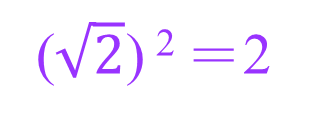 (√2)² = 2